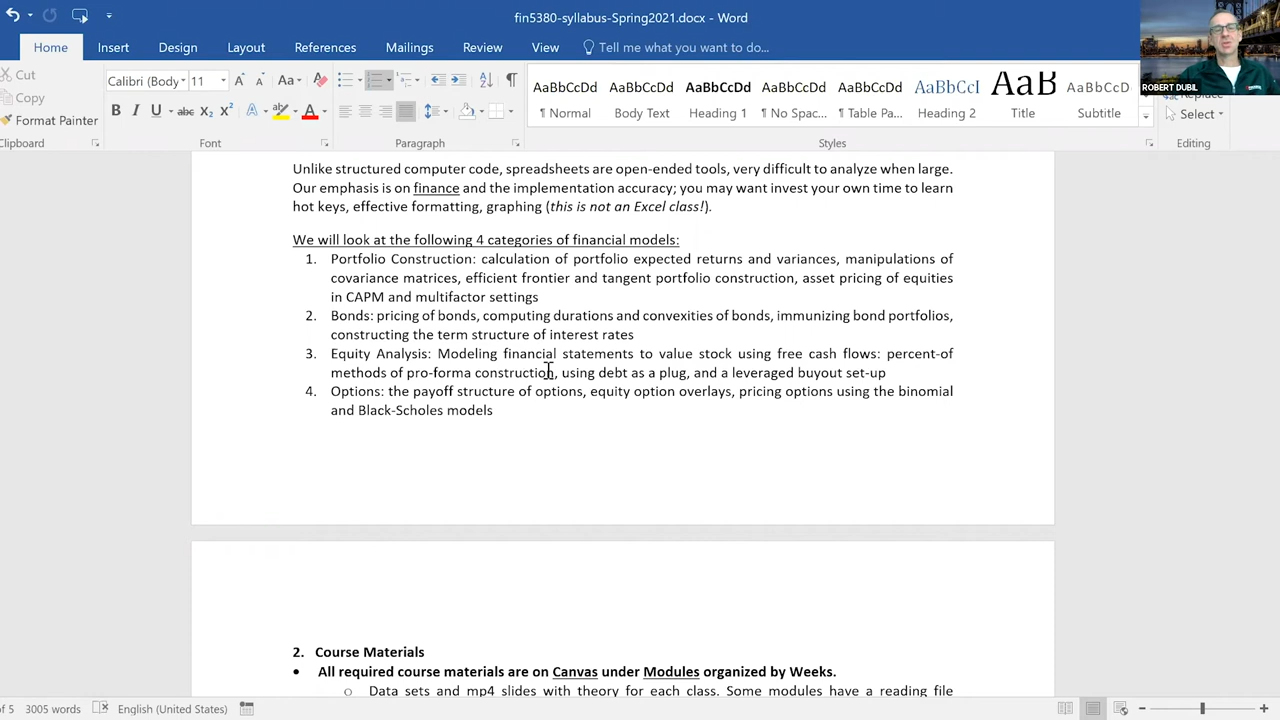 fin5380-syllabus-Spring2021.docx - Word
Home Insert Design Layout References Mailings Review View Tell me what you want to do...
ROBERT DUBIL
Cut
Copy
Format Painter
Calibri (Body 11
AaBbCcDd AaBbCcDd AaBbCcDd AaBbCcDd AaBbCcDd AaBbCcI AaB AaBbCcD
¶ Normal Body Text Heading 1 ¶ No Spac... ¶ Table Pa... Heading 2 Title Subtitle
Replace
Select
Clipboard Font Paragraph Styles Editing
Unlike structured computer code, spreadsheets are open-ended tools, very difficult to analyze when large.
Our emphasis is on finance and the implementation accuracy; you may want invest your own time to learn
hot keys, effective formatting, graphing (this is not an Excel class!).
We will look at the following 4 categories of financial models:
1. Portfolio Construction: calculation of portfolio expected returns and variances, manipulations of
covariance matrices, efficient frontier and tangent portfolio construction, asset pricing of equities
in CAPM and multifactor settings
2. Bonds: pricing of bonds, computing durations and convexities of bonds, immunizing bond portfolios,
constructing the term structure of interest rates
3. Equity Analysis: Modeling financial statements to value stock using free cash flows: percent-of
methods of pro-forma construction, using debt as a plug, and a leveraged buyout set-up
4. Options: the payoff structure of options, equity option overlays, pricing options using the binomial
and Black-Scholes models
2. Course Materials
• All required course materials are on Canvas under Modules organized by Weeks.
o Data sets and mp4 slides with theory for each class. Some modules have a reading file
of 5 3005 words English (United States)